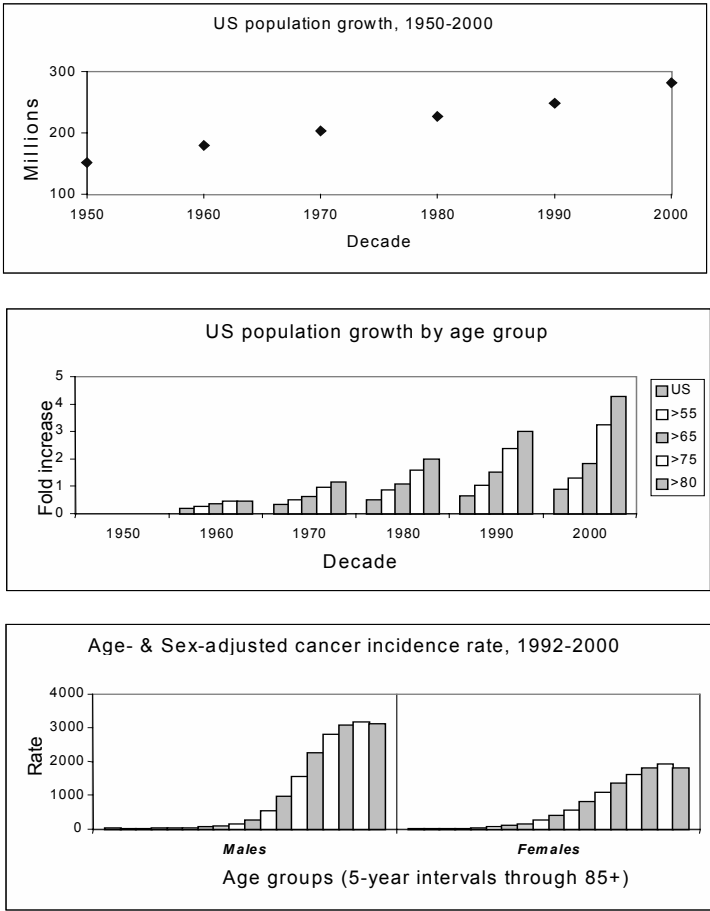 US population growth, 1950-2000
300
200
100
Millions
1950 1960 1970 1980 1990 2000
Decade
US population growth by age group
5
4
3
2
1
0
Fold increase
US
>55
>65
>75
>80
1950 1960 1970 1980 1990 2000
Decade
Age- & Sex-adjusted cancer incidence rate, 1992-2000
4000
3000
2000
1000
0
Rate
Males Females
Age groups (5-year intervals through 85+)